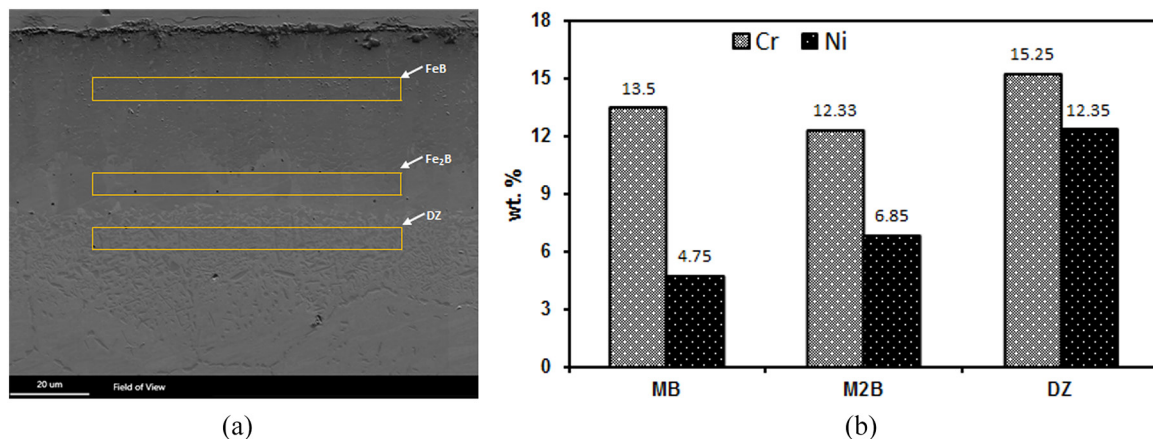 FeB
Fe₂B
DZ
20 um Field of View
(a)
18
15
12
9
6
3
0
wt. %
Cr Ni
13.5
4.75
12.33
6.85
15.25
12.35
MB M2B DZ
(b)